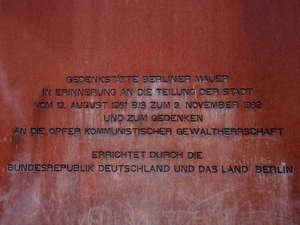 GEDENKSTÄTTE BERLINER MAUER
IN ERINNERUNG AN DIE TEILUNG DER STADT
VOM 13. AUGUST 1961 BIS ZUM 9. NOVEMBER 1989
UND ZUM GEDENKEN
AN DIE OPFER KOMMUNISTISCHER GEWALTHERRSCHAFT
ERRICHTET DURCH DIE
BUNDESREPUBLIK DEUTSCHLAND UND DAS LAND BERLIN